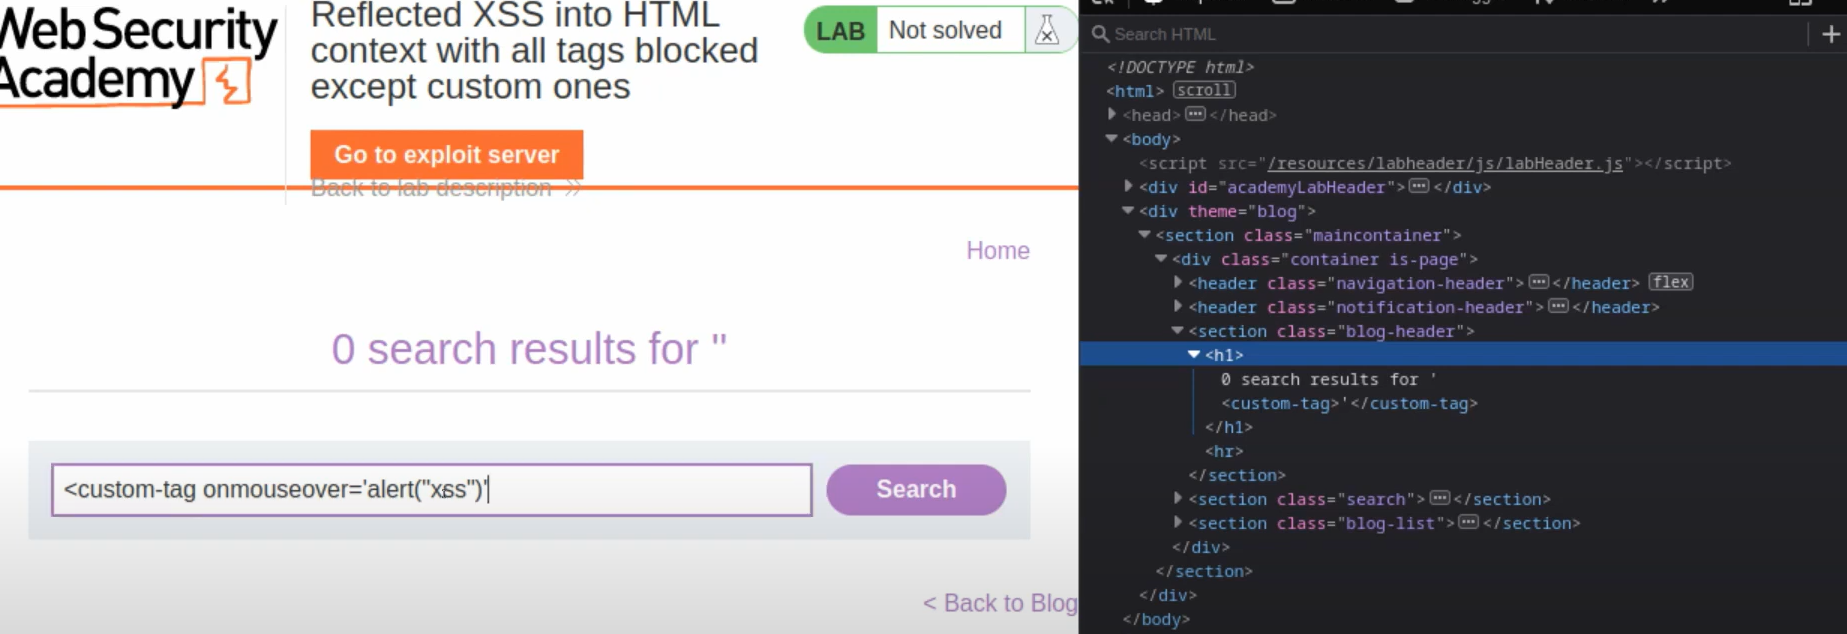 Web Security
Academy
Reflected XSS into HTML
context with all tags blocked
except custom ones
LAB Not solved
Go to exploit server
Back to lab description
Home
0 search results for ''
<custom-tag onmouseover='alert("xss")'
Search
< Back to Blog
Search HTML
+
<!DOCTYPE html>
<html> scroll
<head> ⋯ </head>
<body>
<script src="/resources/labheader/js/labHeader.js"></script>
<div id="academyLabHeader"> ⋯ </div>
<div theme="blog">
<section class="maincontainer">
<div class="container is-page">
<header class="navigation-header"> ⋯ </header> flex
<header class="notification-header"> ⋯ </header>
<section class="blog-header">
<h1>
0 search results for '
<custom-tag>'</custom-tag>
</h1>
<hr>
</section>
<section class="search"> ⋯ </section>
<section class="blog-list"> ⋯ </section>
</div>
</section>
</div>
</body>